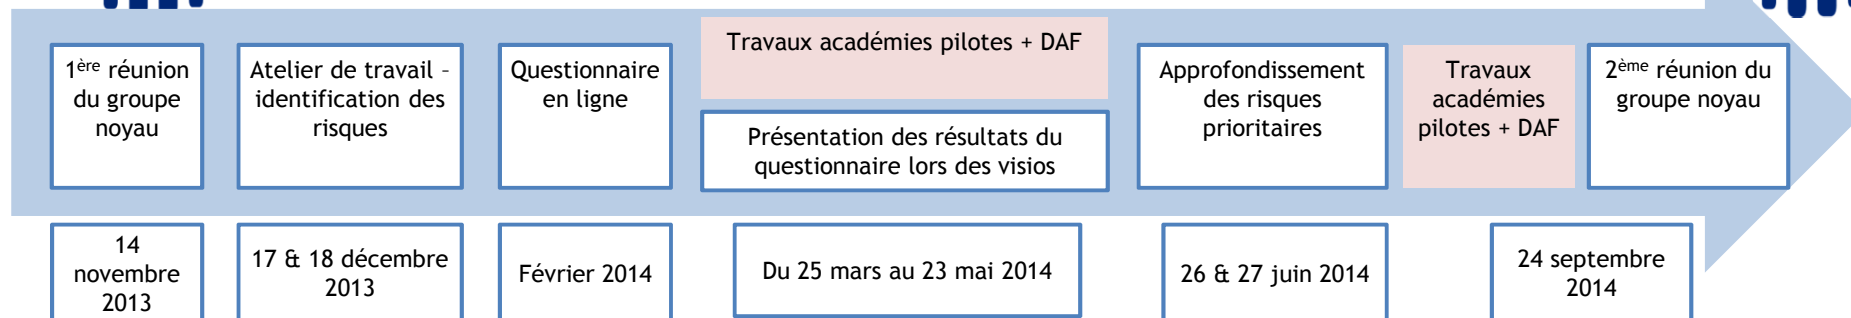 1ère réunion
du groupe
noyau
Atelier de travail –
identification des
risques
Questionnaire
en ligne
Travaux académies pilotes + DAF
Présentation des résultats du
questionnaire lors des visios
Approfondissement
des risques
prioritaires
Travaux
académies
pilotes + DAF
2ème réunion du
groupe noyau
14
novembre
2013
17 & 18 décembre
2013
Février 2014
Du 25 mars au 23 mai 2014
26 & 27 juin 2014
24 septembre
2014